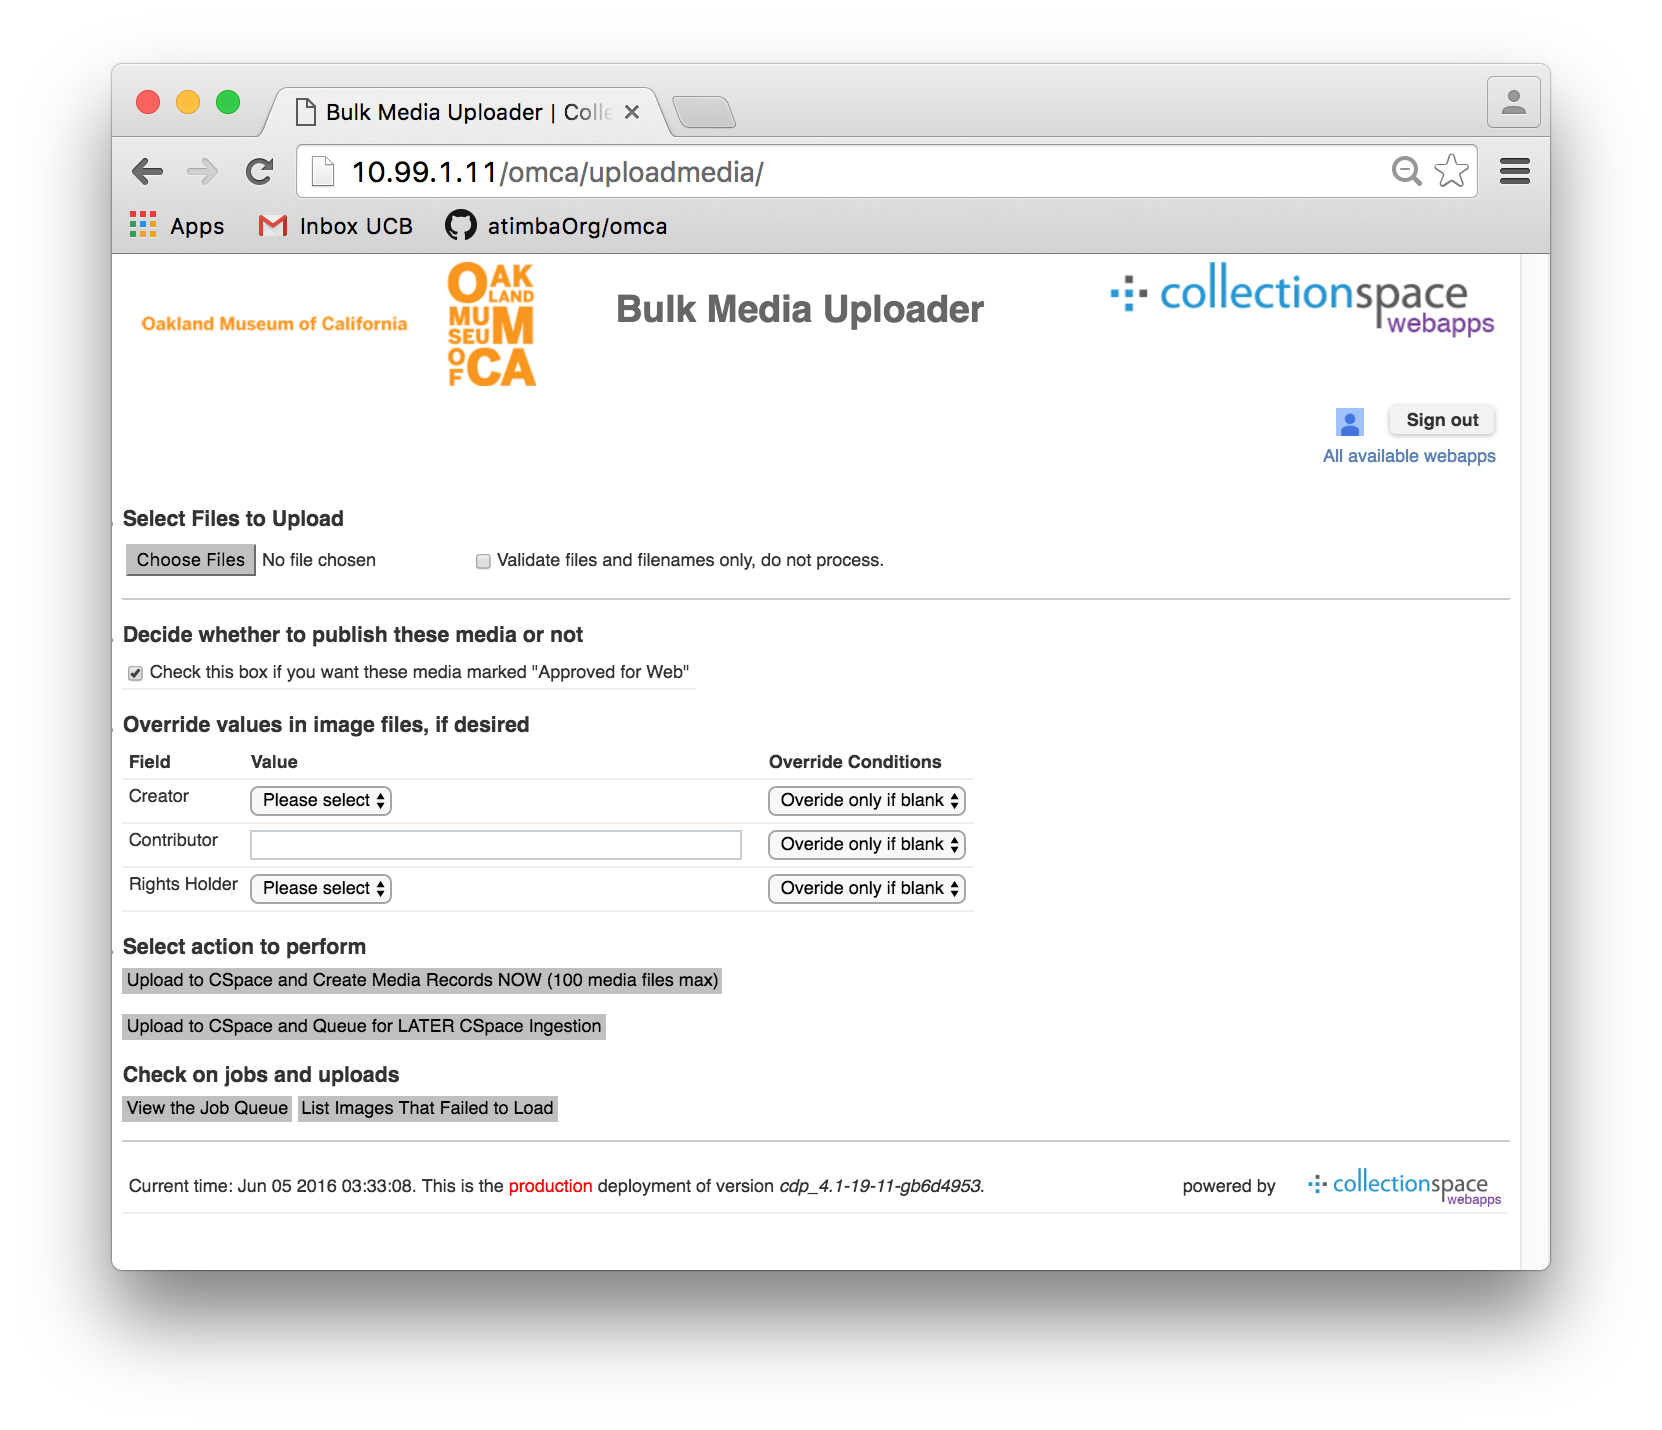 Bulk Media Uploader | Colle
10.99.1.11/omca/uploadmedia/
Apps Inbox UCB atimbaOrg/omca
Oakland Museum of California
OAK
LAND
MUM
SEU
OCA
F
Bulk Media Uploader
collectionspace
webapps
Sign out
All available webapps
Select Files to Upload
Choose Files No file chosen Validate files and filenames only, do not process.
Decide whether to publish these media or not
Check this box if you want these media marked "Approved for Web"
Override values in image files, if desired
Field Value Override Conditions
Creator Please select Overide only if blank
Contributor Overide only if blank
Rights Holder Please select Overide only if blank
Select action to perform
Upload to CSpace and Create Media Records NOW (100 media files max)
Upload to CSpace and Queue for LATER CSpace Ingestion
Check on jobs and uploads
View the Job Queue List Images That Failed to Load
Current time: Jun 05 2016 03:33:08. This is the production deployment of version cdp_4.1-19-11-gb6d4953. powered by collectionspace
webapps